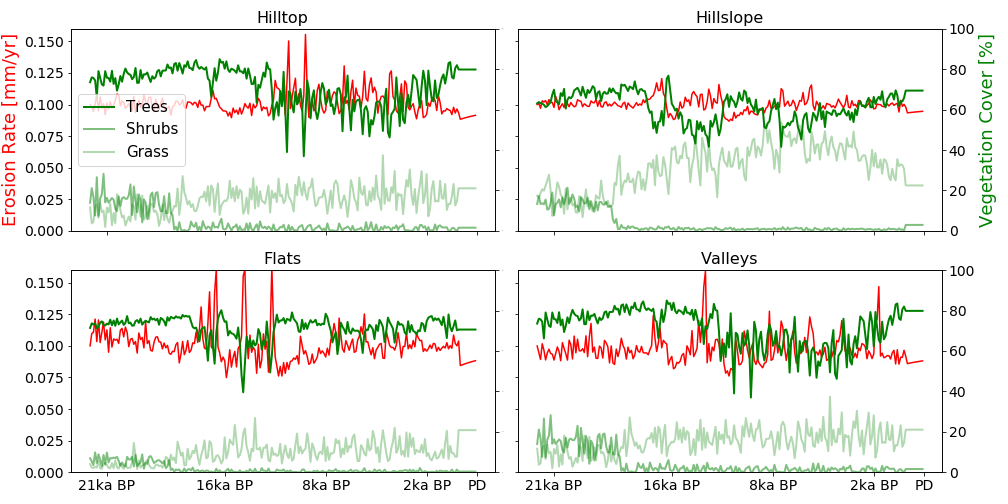 Hilltop
Hillslope
0.150
0.125
0.100
0.075
0.050
0.025
0.000
Erosion Rate [mm/yr]
Trees
Shrubs
Grass
100
80
60
40
20
0
Vegetation Cover [%]
Flats
Valleys
0.150
0.125
0.100
0.075
0.050
0.025
0.000
100
80
60
40
20
0
21ka BP
16ka BP
8ka BP
2ka BP
PD
21ka BP
16ka BP
8ka BP
2ka BP
PD